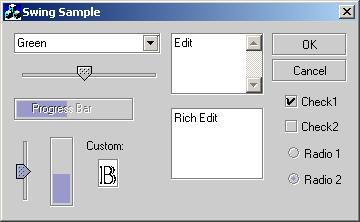 Swing Sample
Green
Edit
OK
Cancel
Progress Bar
Check1
Rich Edit
Check2
Custom:
Radio 1
B
Radio 2